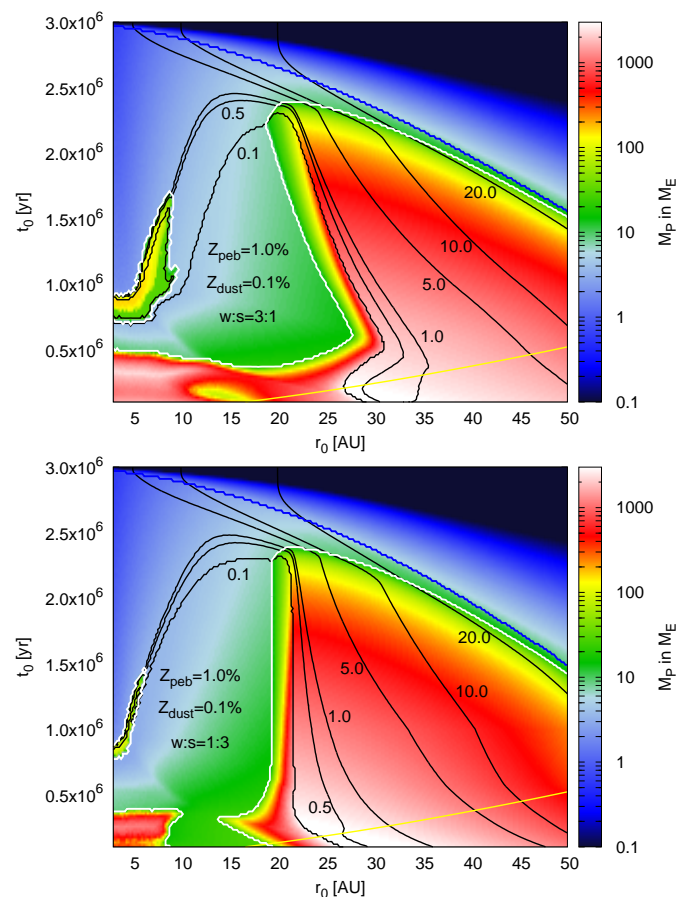 3.0x10^6
2.5x10^6
2.0x10^6
1.5x10^6
1.0x10^6
0.5x10^6
t_0 [yr]
5 10 15 20 25 30 35 40 45 50
r_0 [AU]
0.5
0.1
20.0
10.0
5.0
1.0
Z_peb=1.0%
Z_dust=0.1%
w:s=3:1
1000
100
10
1
0.1
M_P in M_E
3.0x10^6
2.5x10^6
2.0x10^6
1.5x10^6
1.0x10^6
0.5x10^6
t_0 [yr]
5 10 15 20 25 30 35 40 45 50
r_0 [AU]
0.1
20.0
5.0
10.0
1.0
0.5
Z_peb=1.0%
Z_dust=0.1%
w:s=1:3
1000
100
10
1
0.1
M_P in M_E